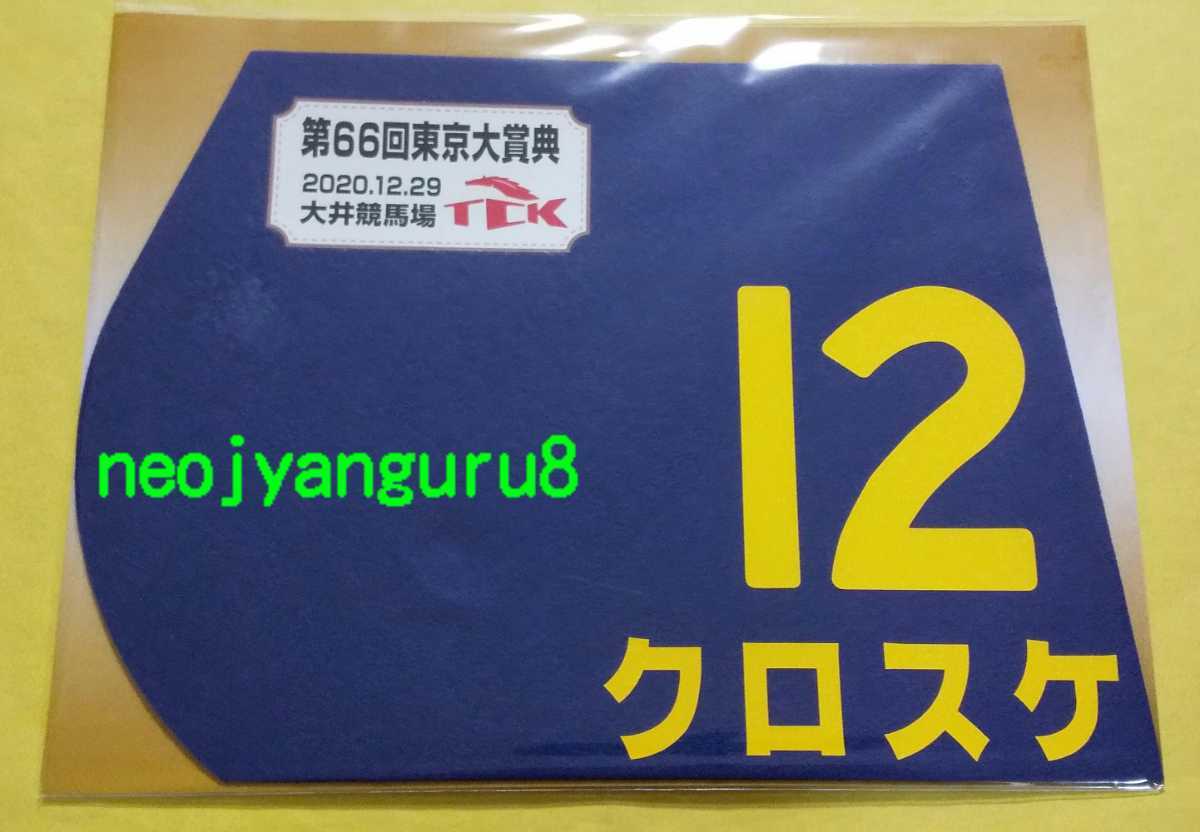 第66回東京大賞典
2020.12.29
大井競馬場 TCK
neojyanguru8
12
クロスケ